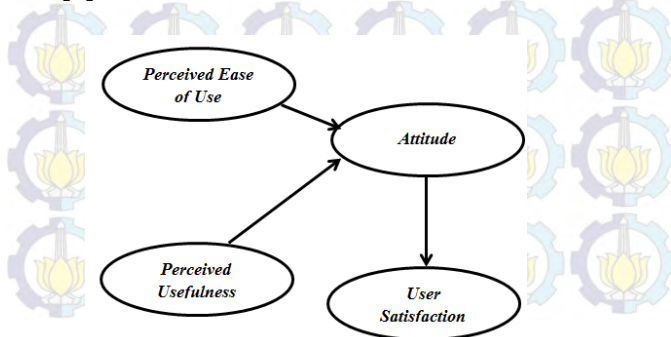 Perceived Ease
of Use
Attitude
Perceived
Usefulness
User
Satisfaction